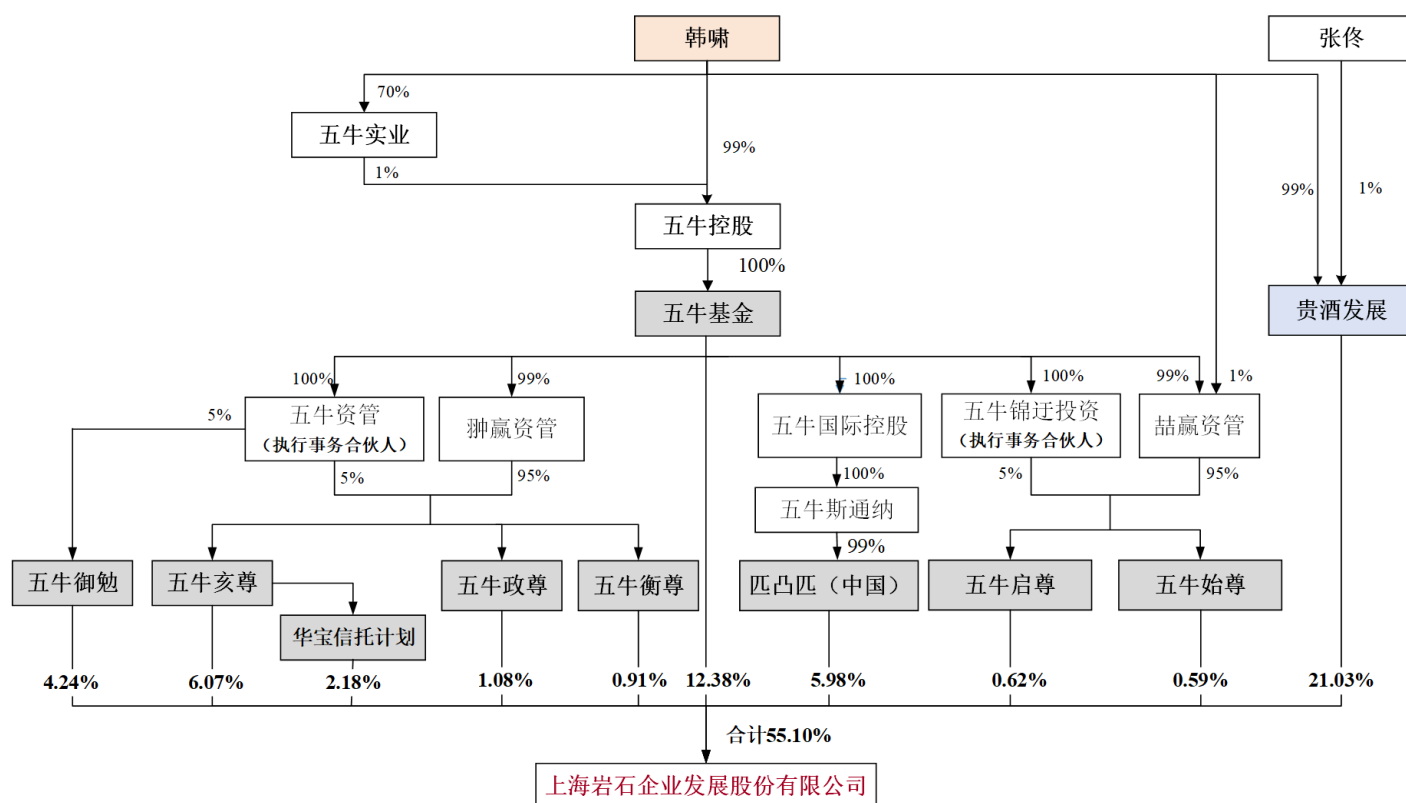 韩啸
张佟
70%
五牛实业
99%
1%
99%
1%
五牛控股
100%
五牛基金
贵酒发展
100%
99%
100%
100%
99%
1%
5%
五牛资管
(执行事务合伙人)
翀赢资管
五牛国际控股
五牛锦迂投资
(执行事务合伙人)
喆赢资管
5%
95%
100%
5%
95%
五牛斯通纳
99%
五牛御勉
五牛亥尊
五牛政尊
五牛衡尊
匹凸匹（中国）
五牛启尊
五牛始尊
华宝信托计划
4.24%
6.07%
2.18%
1.08%
0.91%
12.38%
5.98%
0.62%
0.59%
21.03%
合计55.10%
上海岩石企业发展股份有限公司